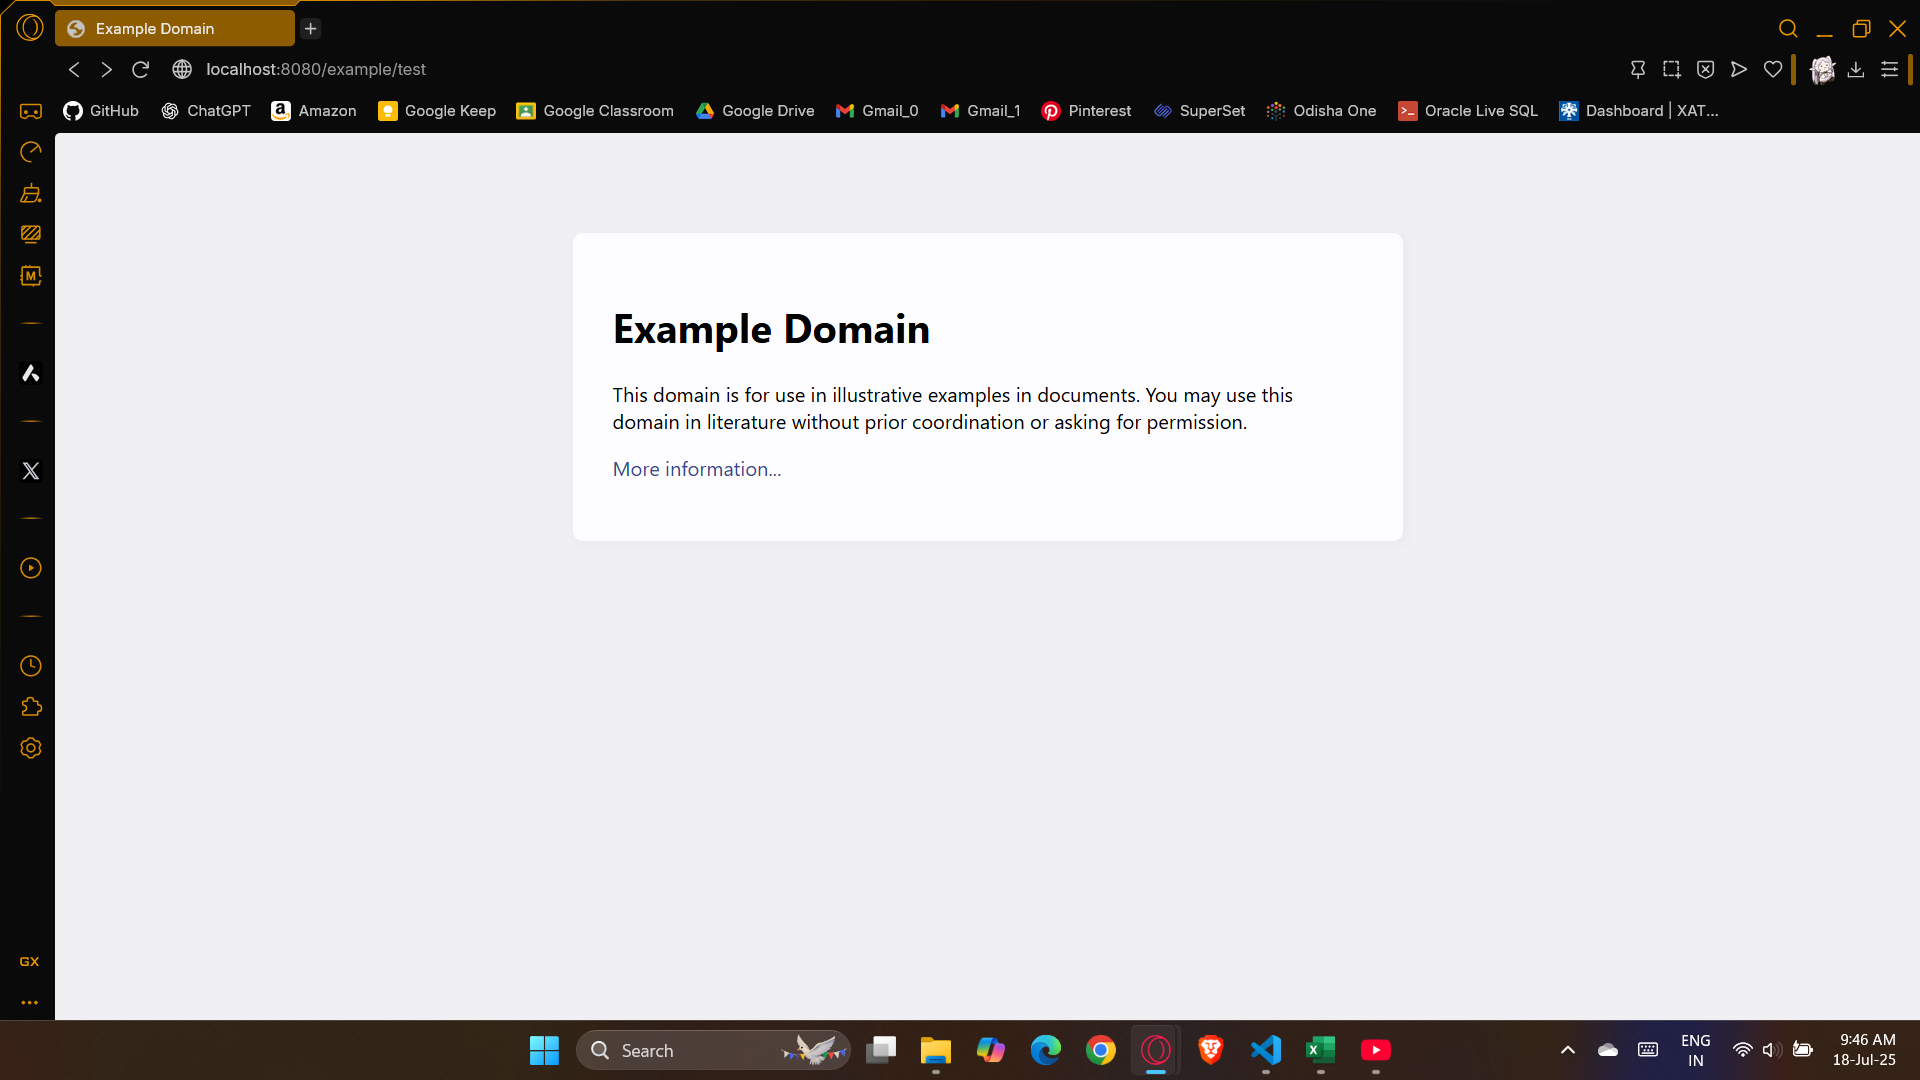 Example Domain
localhost:8080/example/test
GitHub
ChatGPT
Amazon
Google Keep
Google Classroom
Google Drive
Gmail_0
Gmail_1
Pinterest
SuperSet
Odisha One
Oracle Live SQL
Dashboard | XAT...
Example Domain
This domain is for use in illustrative examples in documents. You may use this
domain in literature without prior coordination or asking for permission.
More information...
GX
Search
ENG
IN
9:46 AM
18-Jul-25